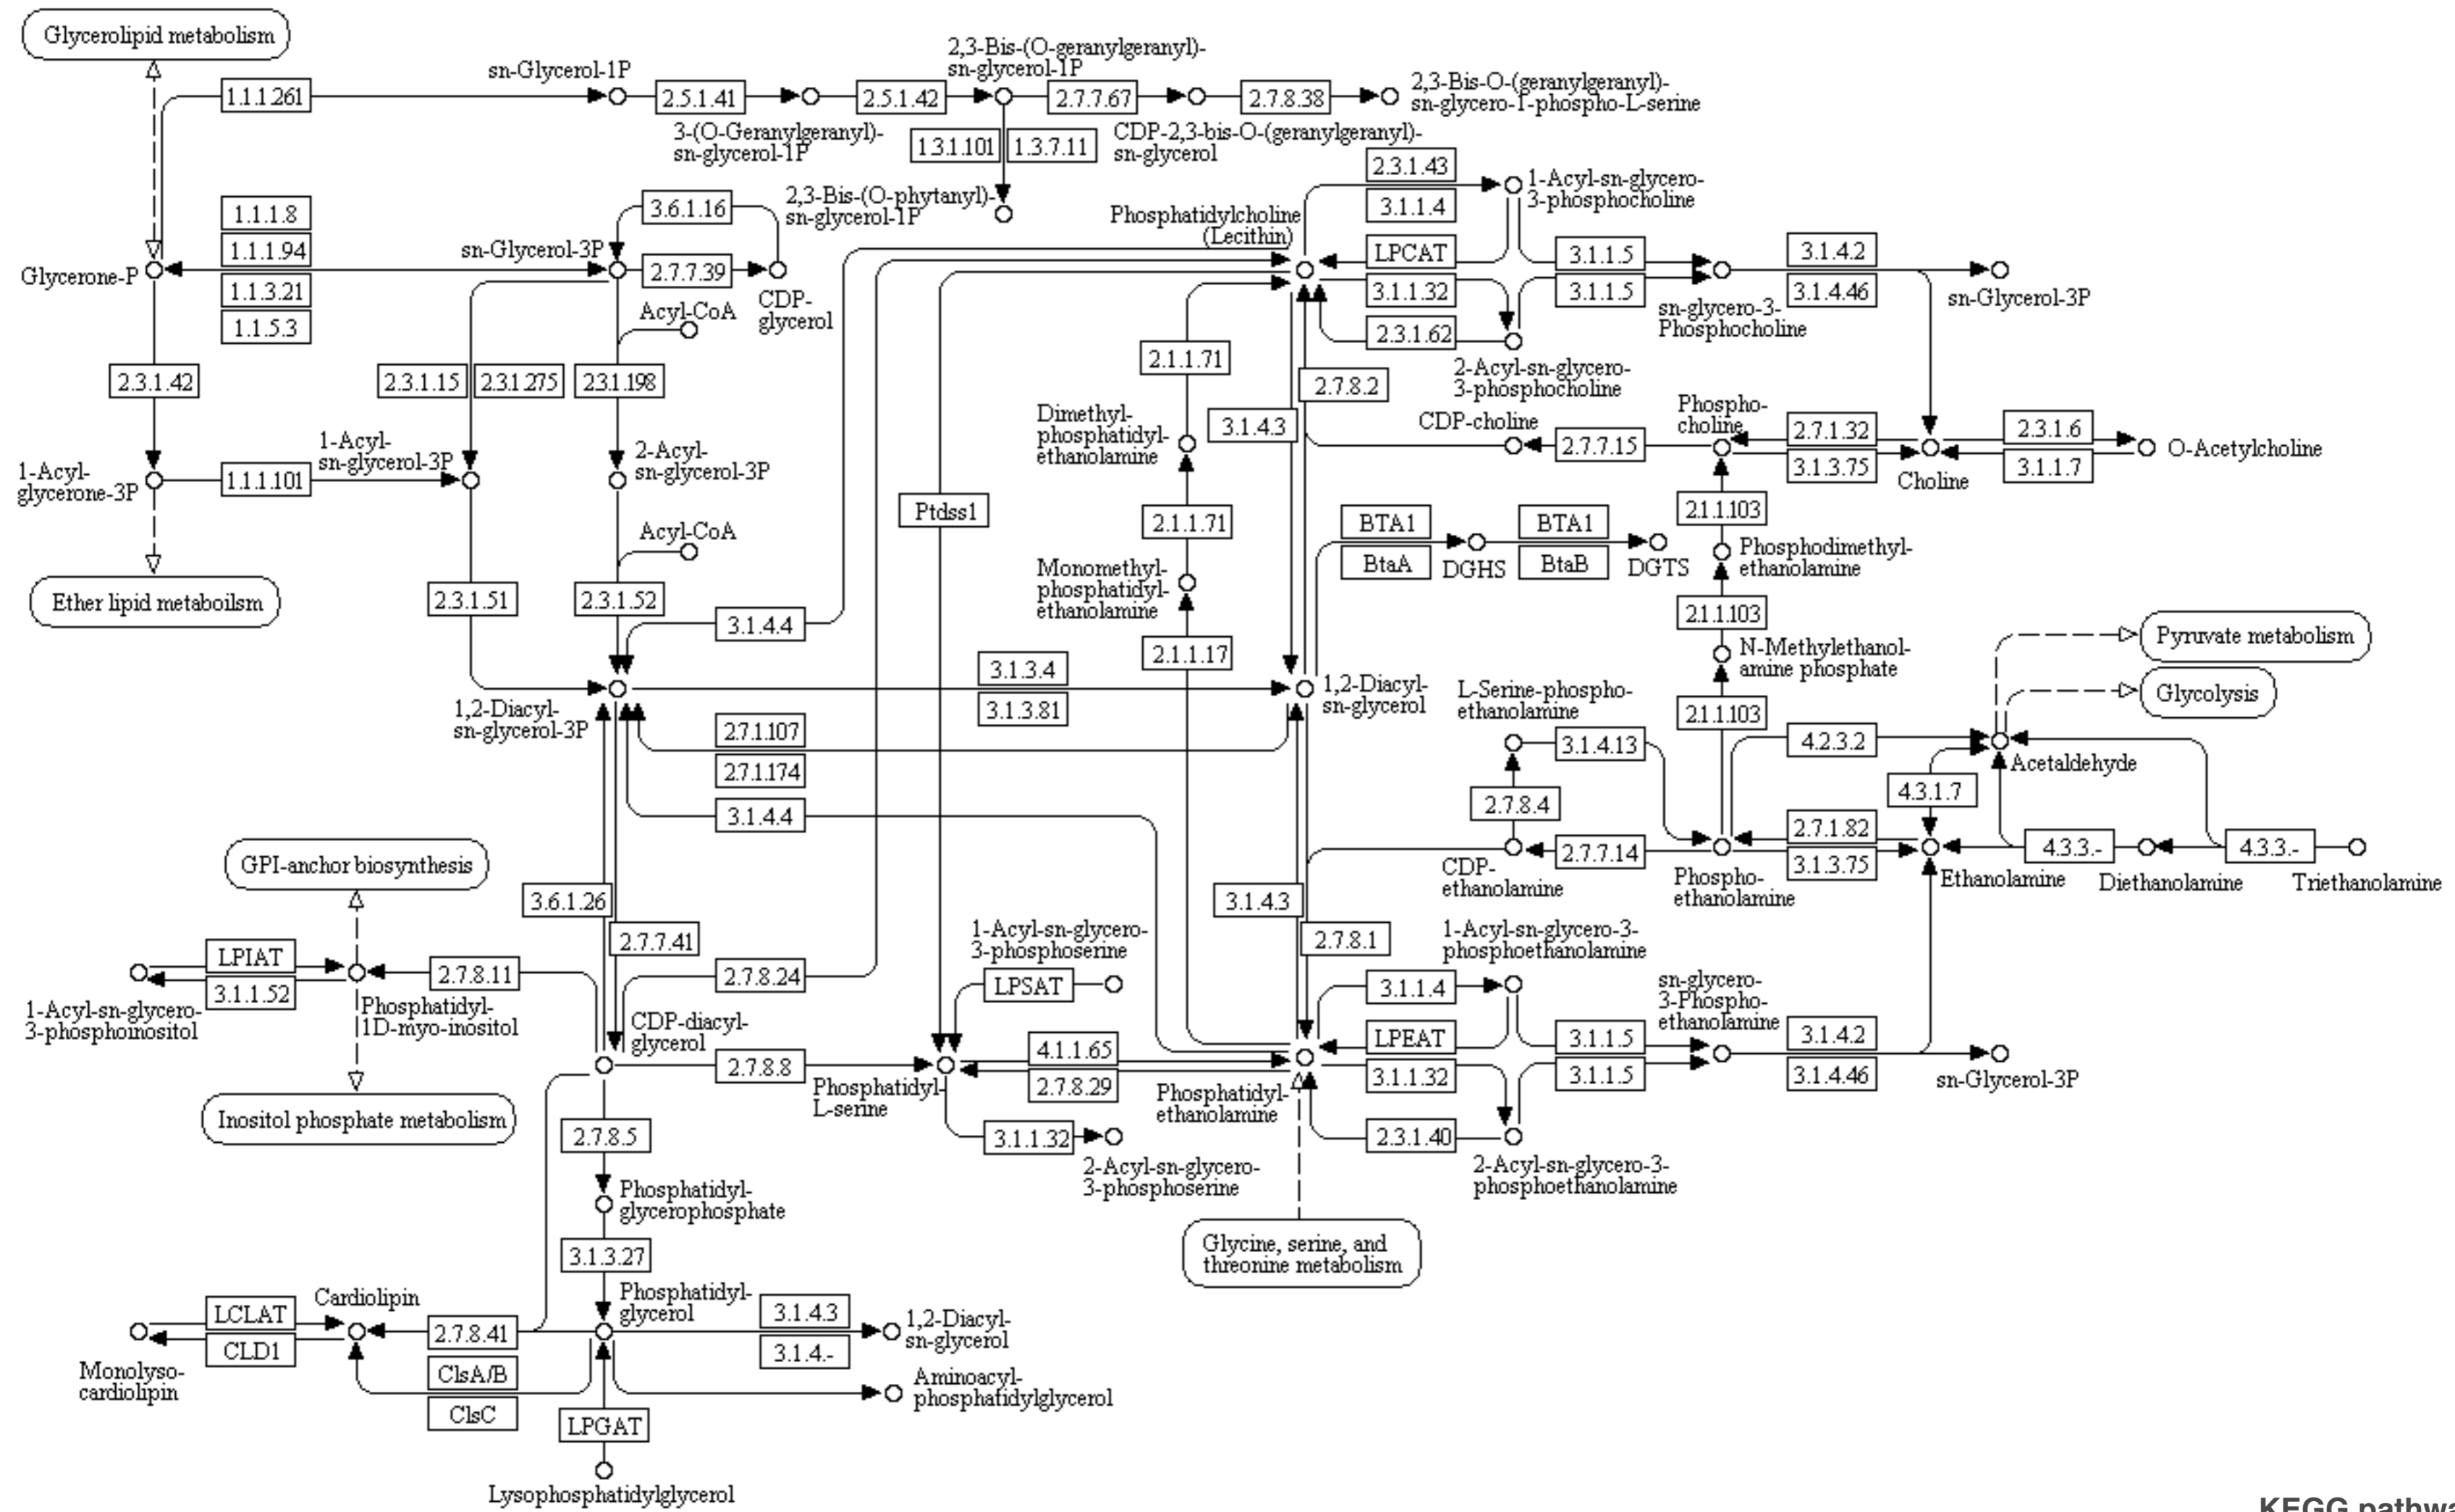 Glycerolipid metabolism
1.1.1.261
sn-Glycerol-1P
2.5.1.41
3-(O-Geranylgeranyl)-
sn-glycerol-1P
2.5.1.42
2,3-Bis-(O-geranylgeranyl)-
sn-glycerol-1P
2.7.7.67
CDP-2,3-bis-O-(geranylgeranyl)-
sn-glycerol
2.7.8.38
2,3-Bis-O-(geranylgeranyl)-
sn-glycero-1-phospho-L-serine
1.3.1.101
1.3.7.11
2,3-Bis-(O-phytanyl)-
sn-glycerol-1P
Glycerone-P
1.1.1.8
1.1.1.94
1.1.3.21
1.1.5.3
sn-Glycerol-3P
3.6.1.16
2.7.7.39
CDP-
glycerol
Acyl-CoA
2.3.1.42
2.3.1.15
2.3.1.275
2.3.1.198
1-Acyl-
glycerone-3P
1.1.1.101
1-Acyl-
sn-glycerol-3P
2-Acyl-
sn-glycerol-3P
Acyl-CoA
Ether lipid metaboilsm
2.3.1.51
2.3.1.52
3.1.4.4
Phosphatidylcholine
(Lecithin)
2.3.1.43
3.1.1.4
1-Acyl-sn-glycero-
3-phosphocholine
LPCAT
3.1.1.32
2.3.1.62
2-Acyl-sn-glycero-
3-phosphocholine
3.1.1.5
3.1.1.5
sn-glycero-3-
Phosphocholine
3.1.4.2
3.1.4.46
sn-Glycerol-3P
2.1.1.71
Dimethyl-
phosphatidyl-
ethanolamine
2.1.1.71
Monomethyl-
phosphatidyl-
ethanolamine
2.1.1.17
Ptdss1
3.1.4.3
2.7.8.2
CDP-choline
2.7.7.15
Phospho-
choline
2.7.1.32
3.1.3.75
Choline
2.3.1.6
3.1.1.7
O-Acetylcholine
BTA1
BtaA
DGHS
BTA1
BtaB
DGTS
2.1.1.103
Phosphodimethyl-
ethanolamine
2.1.1.103
N-Methylethanol-
amine phosphate
2.1.1.103
Pyruvate metabolism
Glycolysis
1,2-Diacyl-
sn-glycerol-3P
3.1.3.4
3.1.3.81
1,2-Diacyl-
sn-glycerol
2.7.1.107
2.7.1.174
3.1.4.4
L-Serine-phospho-
ethanolamine
3.1.4.13
2.7.8.4
CDP-
ethanolamine
2.7.7.14
Phospho-
ethanolamine
4.2.3.2
Acetaldehyde
4.3.1.7
2.7.1.82
3.1.3.75
Ethanolamine
4.3.3.-
Diethanolamine
4.3.3.-
Triethanolamine
GPI-anchor biosynthesis
3.6.1.26
2.7.7.41
3.1.4.3
2.7.8.1
LPIAT
3.1.1.52
1-Acyl-sn-glycero-
3-phosphoinositol
Phosphatidyl-
1D-myo-inositol
2.7.8.11
2.7.8.24
CDP-diacyl-
glycerol
1-Acyl-sn-glycero-
3-phosphoserine
LPSAT
2.7.8.8
Phosphatidyl-
L-serine
4.1.1.65
2.7.8.29
Phosphatidyl-
ethanolamine
3.1.1.32
2-Acyl-sn-glycero-
3-phosphoserine
1-Acyl-sn-glycero-3-
phosphoethanolamine
3.1.1.4
LPEAT
3.1.1.32
2.3.1.40
2-Acyl-sn-glycero-3-
phosphoethanolamine
3.1.1.5
3.1.1.5
sn-glycero-
3-Phospho-
ethanolamine
3.1.4.2
3.1.4.46
sn-Glycerol-3P
Inositol phosphate metabolism
2.7.8.5
Phosphatidyl-
glycerophosphate
3.1.3.27
Glycine, serine, and
threonine metabolism
Phosphatidyl-
glycerol
LCLAT
CLD1
Monolyso-
cardiolipin
Cardiolipin
2.7.8.41
ClsA/B
ClsC
3.1.4.3
3.1.4.-
1,2-Diacyl-
sn-glycerol
Aminoacyl-
phosphatidylglycerol
LPGAT
Lysophosphatidylglycerol
KEGG pathwa